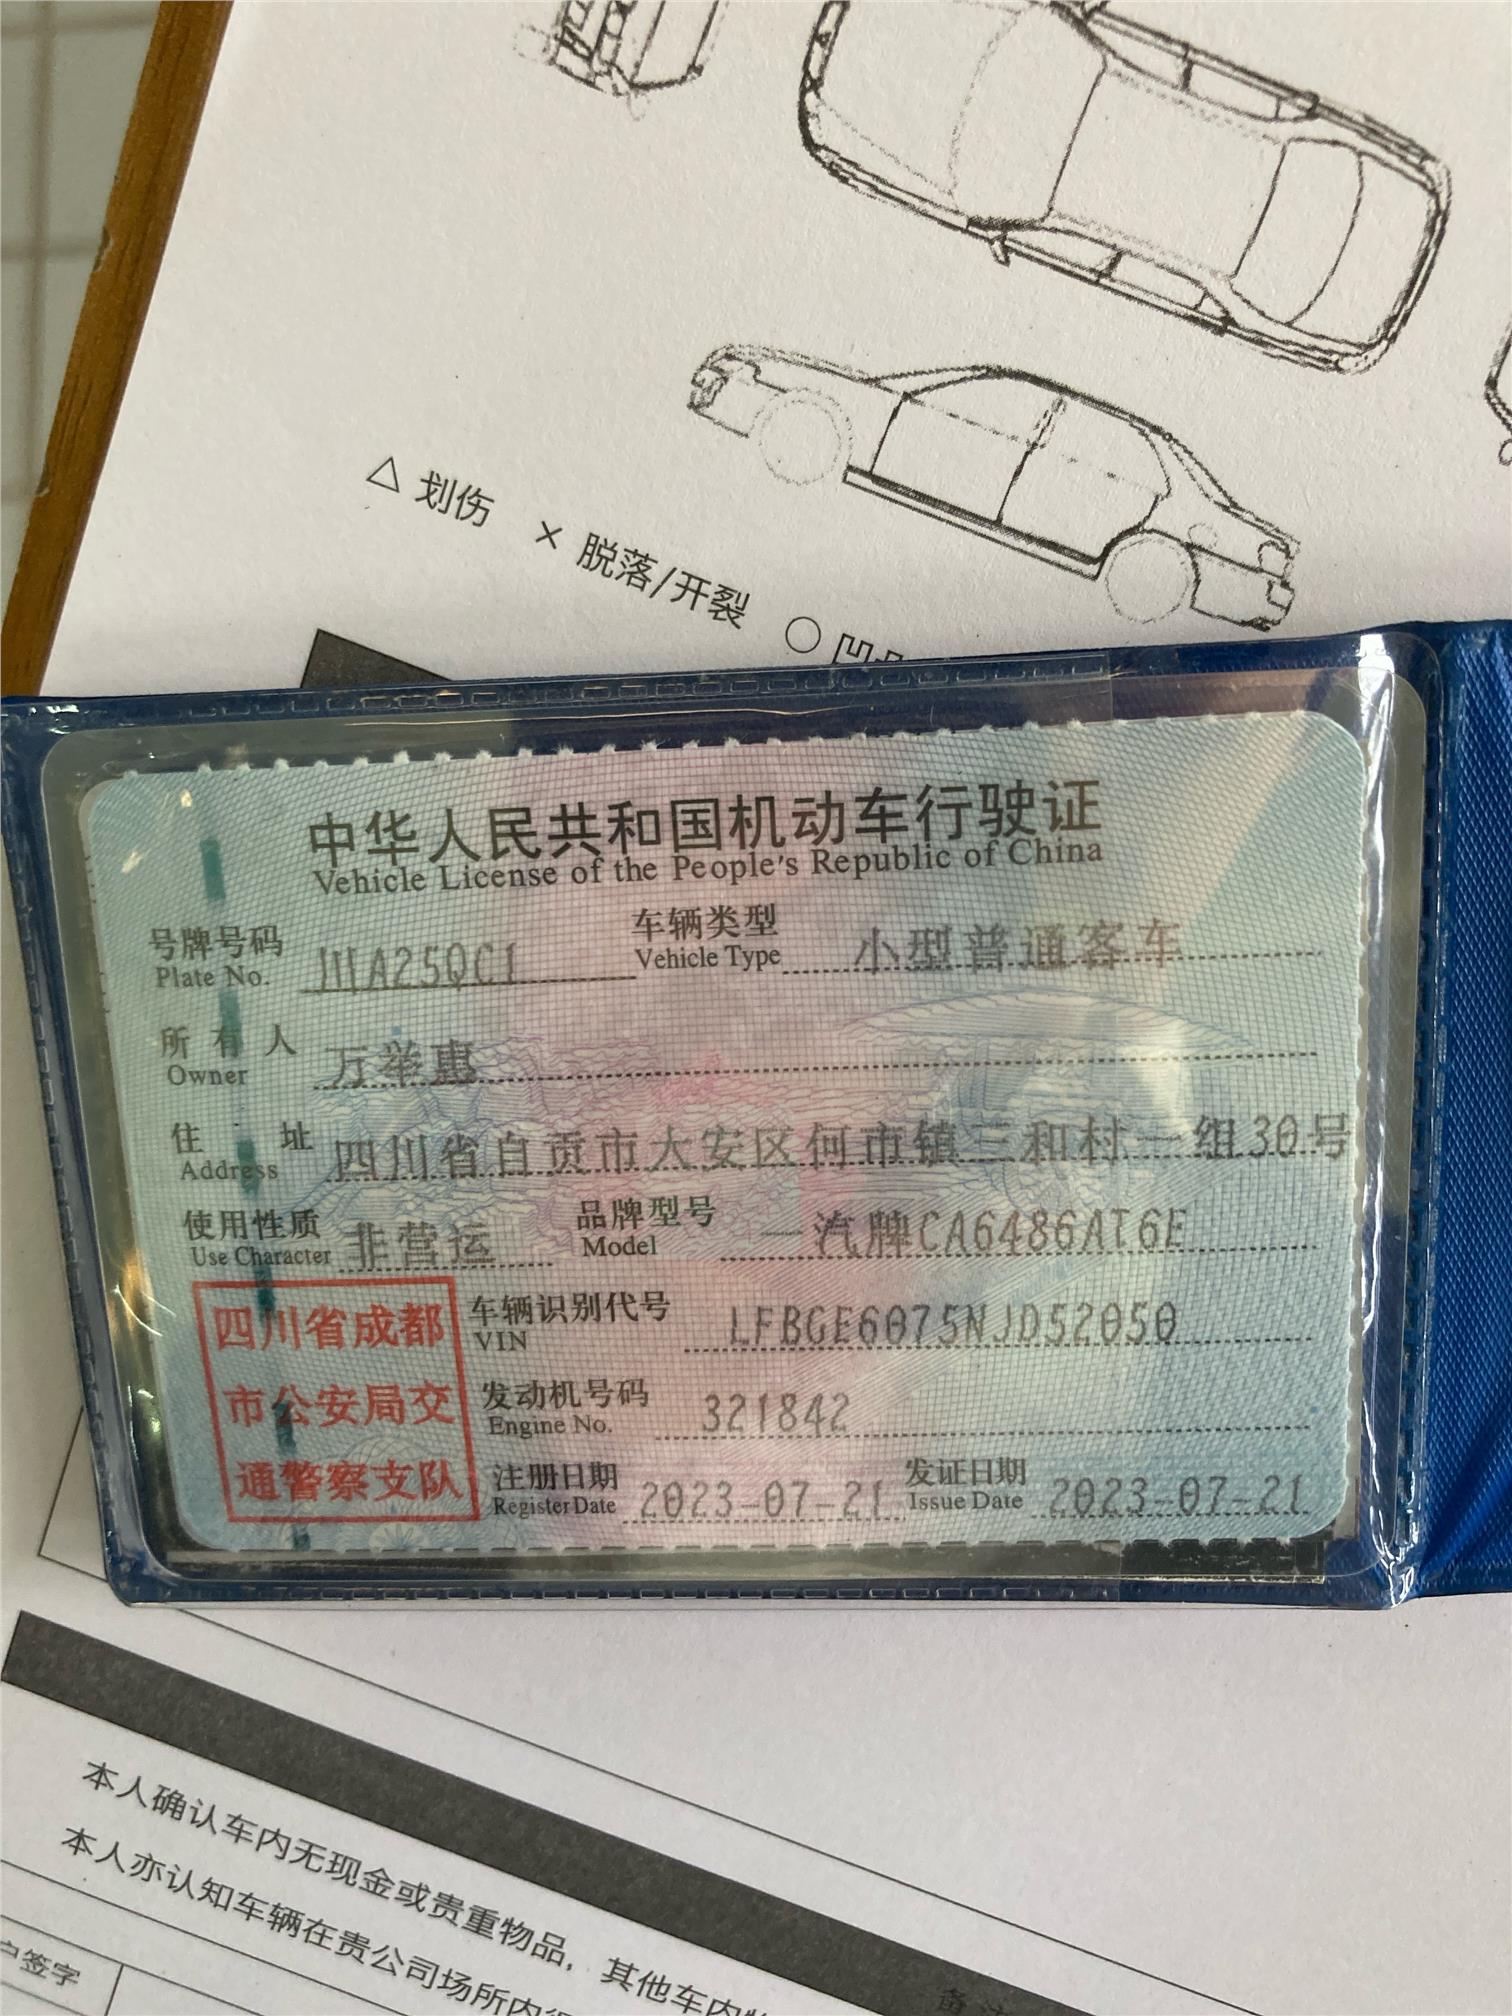 △ 划伤 × 脱落/开裂 ○
中华人民共和国机动车行驶证
Vehicle License of the People's Republic of China
号牌号码 川A25QC1 车辆类型 小型普通客车
Plate No. Vehicle Type
所有人 万举惠
Owner
住址 四川省自贡市大安区何市镇三和村一组30号
Address
使用性质 非营运 品牌型号 一汽牌CA6486AT6E
Use Character Model
四川省成都
市公安局交
通警察支队
车辆识别代号 LFBGE6075NJD52050
VIN
发动机号码 321842
Engine No.
注册日期 2023-07-21 发证日期 2023-07-21
Register Date Issue Date
本人确认车内无现金或贵重物品，其他车内
本人亦认知车辆在贵公司场所内
户签字